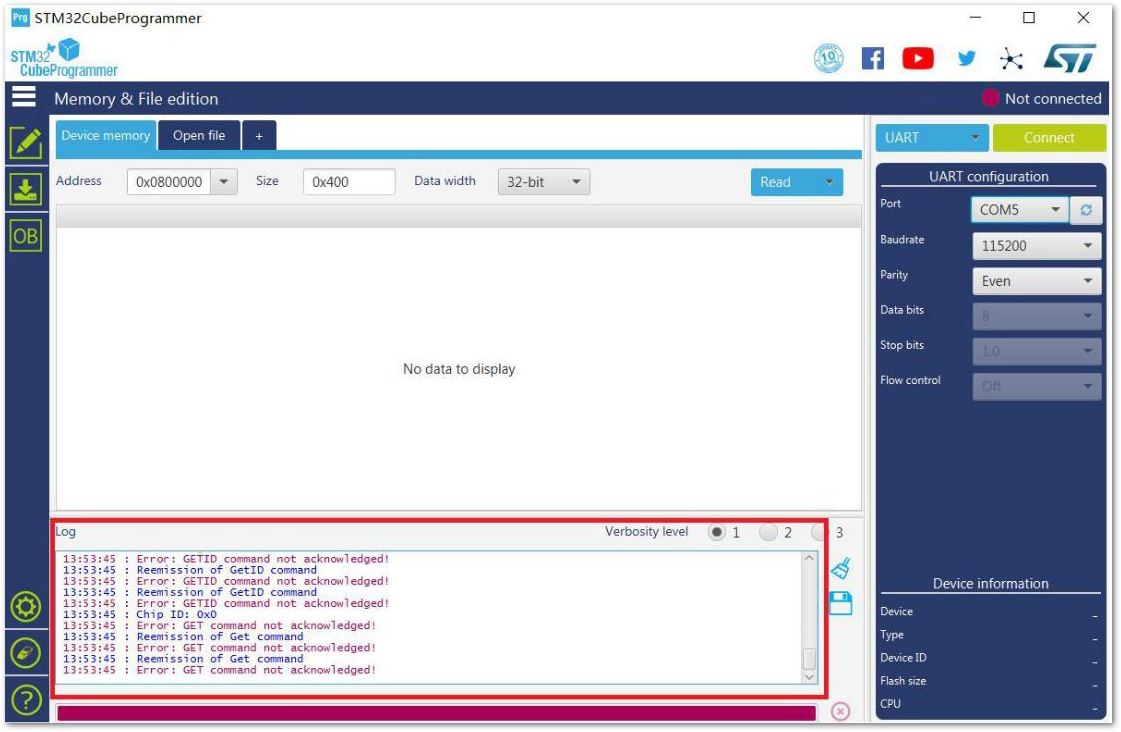 Prg STM32CubeProgrammer
STM32
CubeProgrammer
10
Memory & File edition
Not connected
Device memory
Open file
+
UART
Connect
Address
0x0800000
Size
0x400
Data width
32-bit
Read
UART configuration
Port
COM5
Baudrate
115200
Parity
Even
Data bits
8
Stop bits
1.0
Flow control
Off
OB
No data to display
Log
Verbosity level
1
2
3
13:53:45 : Error: GETID command not acknowledged!
13:53:45 : Reemission of GetID command
13:53:45 : Error: GETID command not acknowledged!
13:53:45 : Reemission of GetID command
13:53:45 : Error: GETID command not acknowledged!
13:53:45 : Chip ID: 0x0
13:53:45 : Error: GET command not acknowledged!
13:53:45 : Reemission of Get command
13:53:45 : Error: GET command not acknowledged!
13:53:45 : Reemission of Get command
13:53:45 : Error: GET command not acknowledged!
Device information
Device -
Type -
Device ID -
Flash size -
CPU -
?